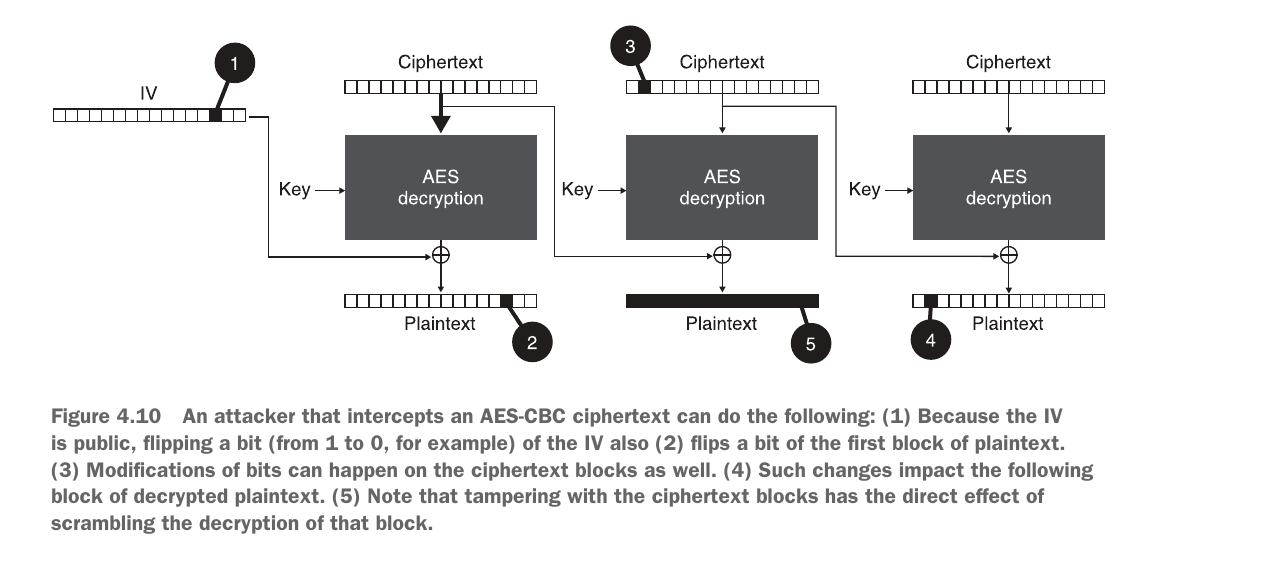 3
1
Ciphertext
Ciphertext
Ciphertext
IV
Key
AES
decryption
Key
AES
decryption
Key
AES
decryption
Plaintext
Plaintext
Plaintext
2
5
4
Figure 4.10 An attacker that intercepts an AES-CBC ciphertext can do the following: (1) Because the IV
is public, flipping a bit (from 1 to 0, for example) of the IV also (2) flips a bit of the first block of plaintext.
(3) Modifications of bits can happen on the ciphertext blocks as well. (4) Such changes impact the following
block of decrypted plaintext. (5) Note that tampering with the ciphertext blocks has the direct effect of
scrambling the decryption of that block.